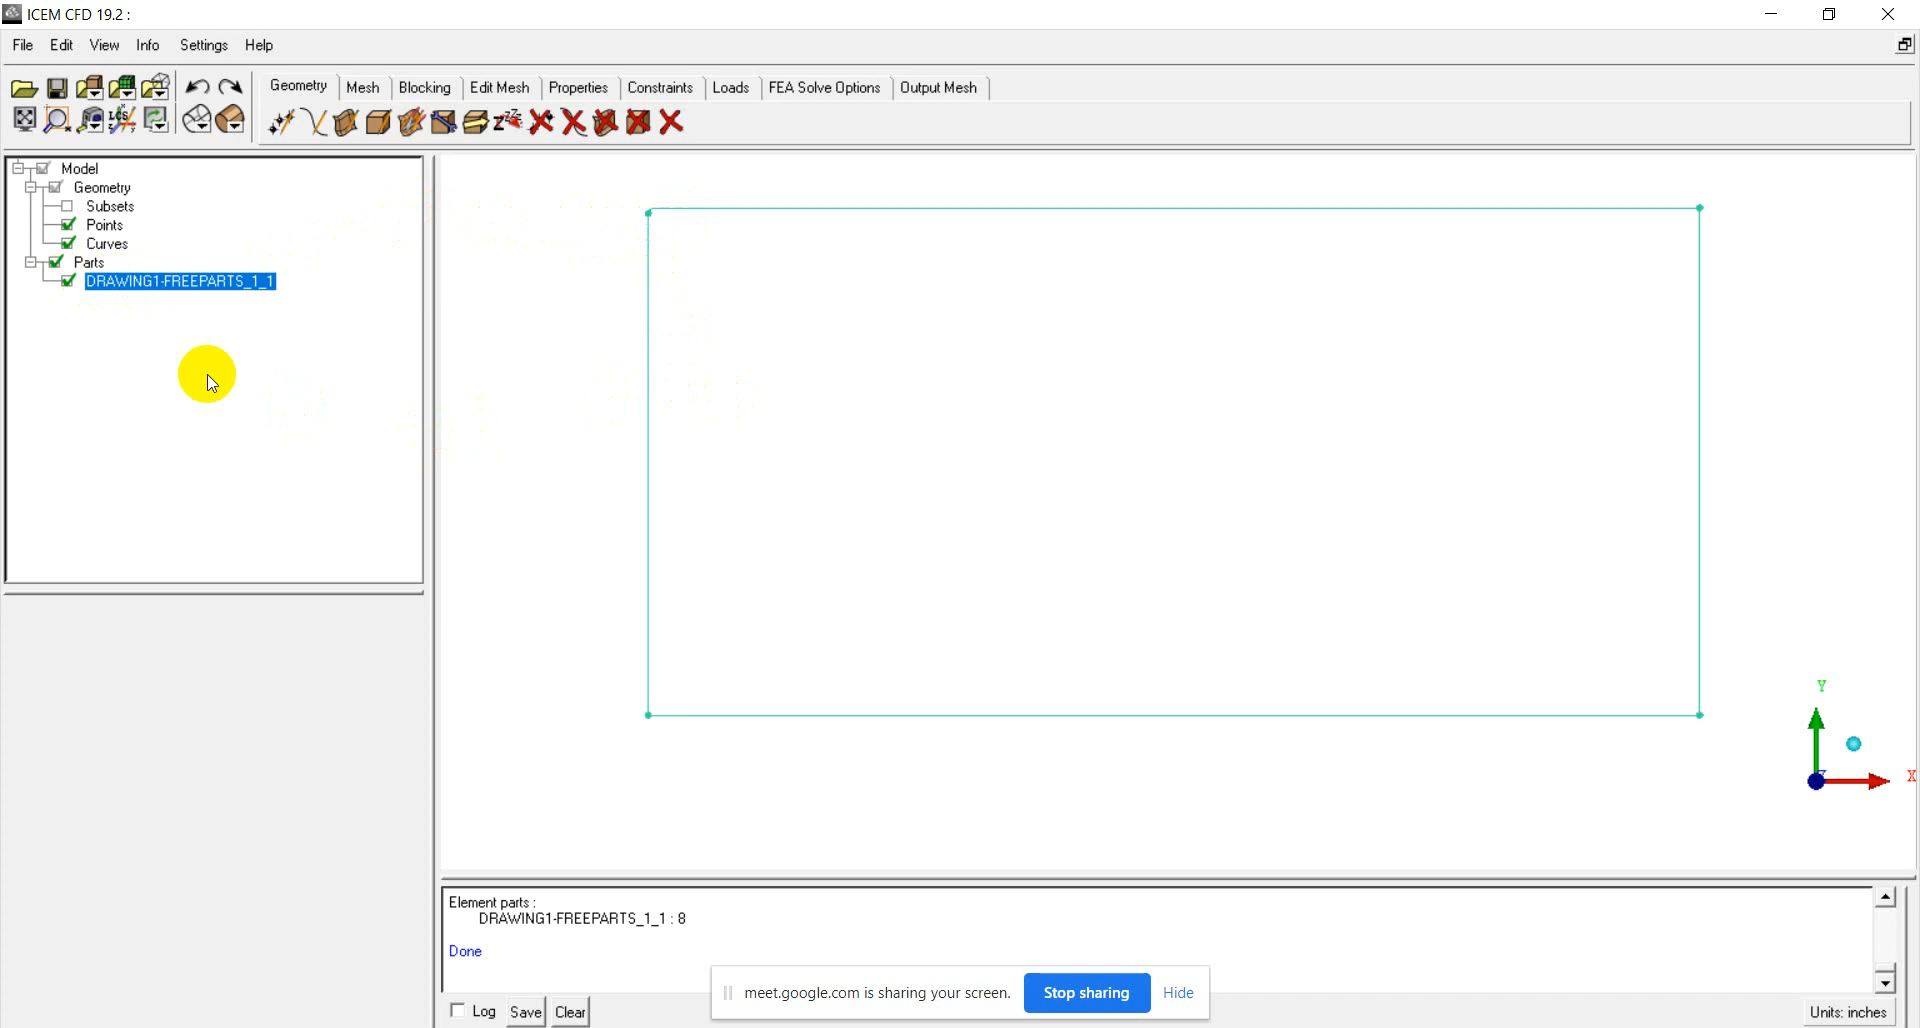 ICEM CFD 19.2 :
File Edit View Info Settings Help
Geometry Mesh Blocking Edit Mesh Properties Constraints Loads FEA Solve Options Output Mesh
LCS
Model
Geometry
Subsets
Points
Curves
Parts
DRAWING1-FREEPARTS_1_1
Y
Z
X
Element parts :
DRAWING1-FREEPARTS_1_1 : 8
Done
meet.google.com is sharing your screen. Stop sharing Hide
Log Save Clear
Units: inches